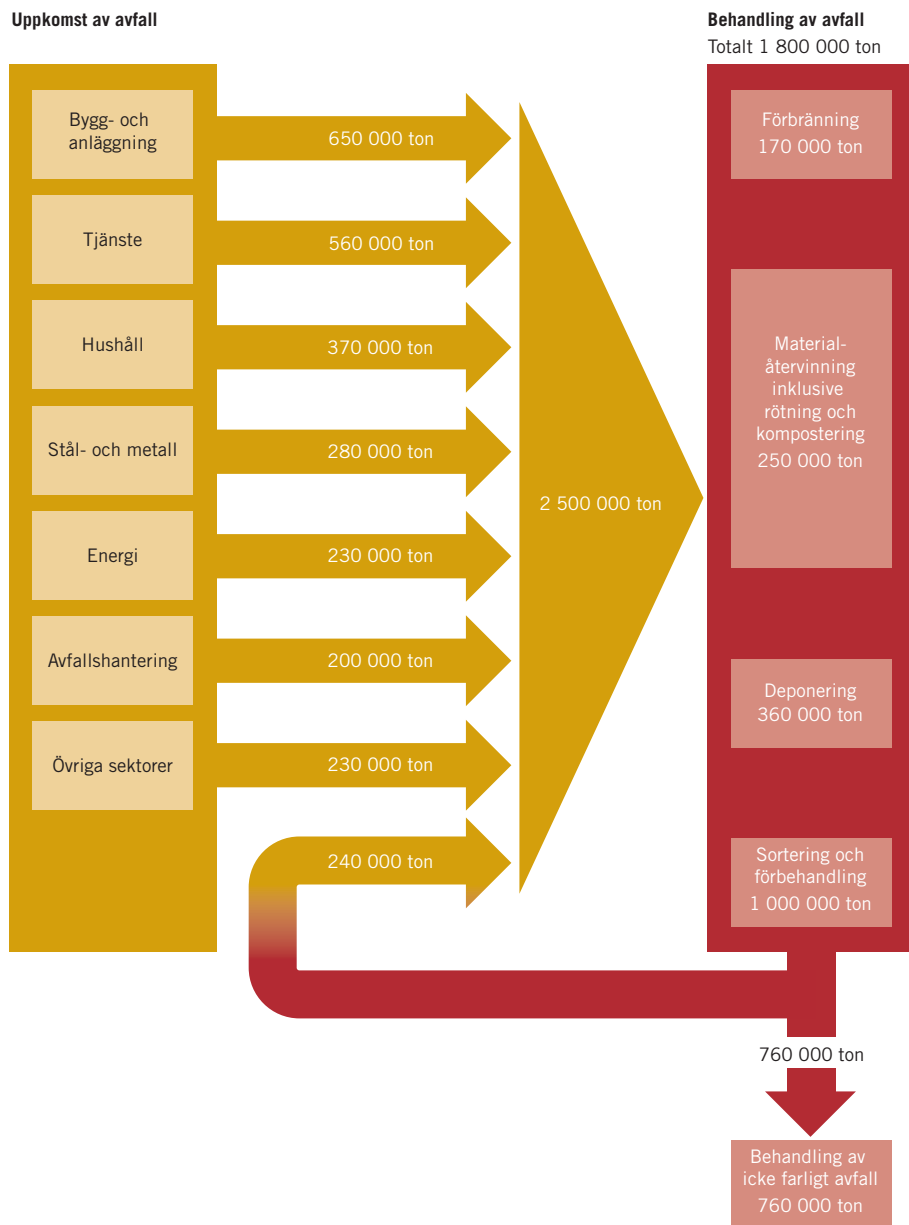 Uppkomst av avfall
Behandling av avfall
Totalt 1 800 000 ton
Bygg- och
anläggning
650 000 ton
Tjänste
560 000 ton
Hushåll
370 000 ton
Stål- och metall
280 000 ton
Energi
230 000 ton
Avfallshantering
200 000 ton
Övriga sektorer
230 000 ton
240 000 ton
2 500 000 ton
Förbränning
170 000 ton
Material-
återvinning
inklusive
rötning och
kompostering
250 000 ton
Deponering
360 000 ton
Sortering och
förbehandling
1 000 000 ton
760 000 ton
Behandling av
icke farligt avfall
760 000 ton